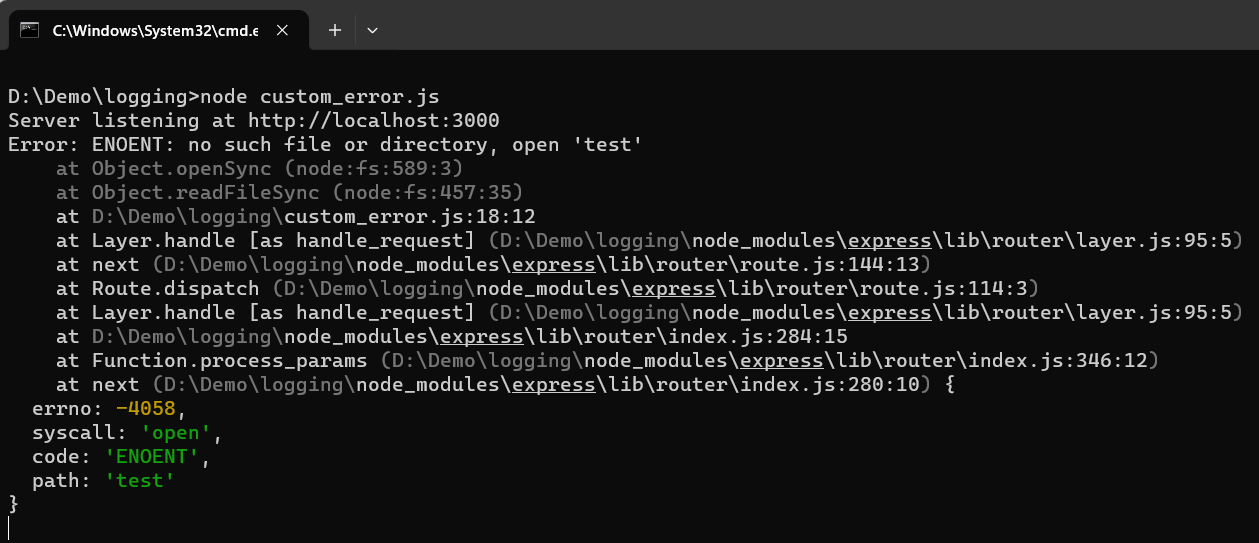 C:\Windows\System32\cmd.e
D:\Demo\logging>node custom_error.js
Server listening at http://localhost:3000
Error: ENOENT: no such file or directory, open 'test'
    at Object.openSync (node:fs:589:3)
    at Object.readFileSync (node:fs:457:35)
    at D:\Demo\logging\custom_error.js:18:12
    at Layer.handle [as handle_request] (D:\Demo\logging\node_modules\express\lib\router\layer.js:95:5)
    at next (D:\Demo\logging\node_modules\express\lib\router\route.js:144:13)
    at Route.dispatch (D:\Demo\logging\node_modules\express\lib\router\route.js:114:3)
    at Layer.handle [as handle_request] (D:\Demo\logging\node_modules\express\lib\router\layer.js:95:5)
    at D:\Demo\logging\node_modules\express\lib\router\index.js:284:15
    at Function.process_params (D:\Demo\logging\node_modules\express\lib\router\index.js:346:12)
    at next (D:\Demo\logging\node_modules\express\lib\router\index.js:280:10) {
  errno: -4058,
  syscall: 'open',
  code: 'ENOENT',
  path: 'test'
}